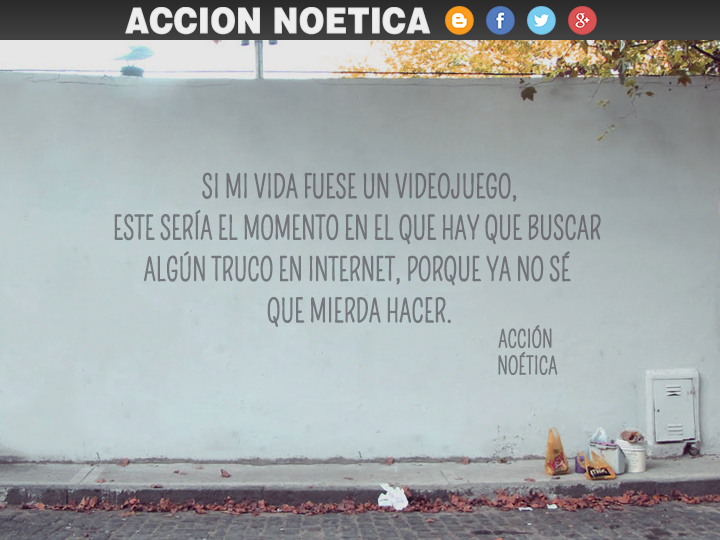 ACCION NOETICA
SI MI VIDA FUESE UN VIDEOJUEGO,
ESTE SERÍA EL MOMENTO EN EL QUE HAY QUE BUSCAR
ALGÚN TRUCO EN INTERNET, PORQUE YA NO SÉ
QUE MIERDA HACER.
ACCIÓN
NOÉTICA